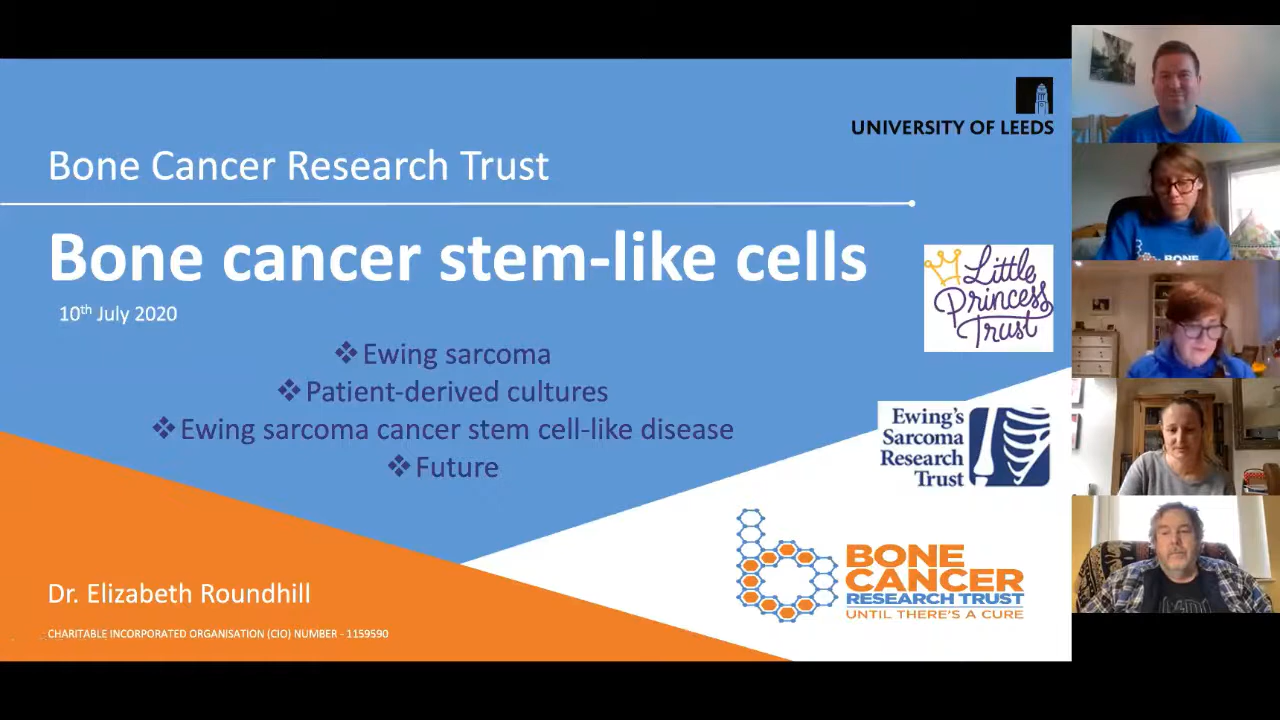 UNIVERSITY OF LEEDS
Bone Cancer Research Trust
Bone cancer stem-like cells
10th July 2020
❖Ewing sarcoma
❖Patient-derived cultures
❖Ewing sarcoma cancer stem cell-like disease
❖Future
Little
Princess
Trust
Ewing's
Sarcoma
Research
Trust
BONE
CANCER
RESEARCH TRUST
UNTIL THERE'S A CURE
Dr. Elizabeth Roundhill
CHARITABLE INCORPORATED ORGANISATION (CIO) NUMBER - 1159590
BONE